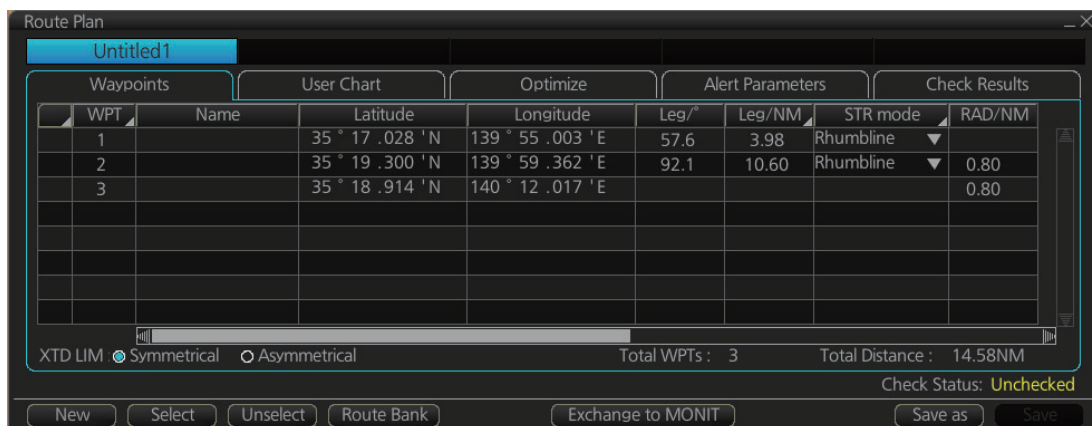 Route Plan
Untitled1
Waypoints User Chart Optimize Alert Parameters Check Results
WPT Name Latitude Longitude Leg/° Leg/NM STR mode RAD/NM
1 35 ° 17 .028 'N 139 ° 55 .003 'E 57.6 3.98 Rhumbline
2 35 ° 19 .300 'N 139 ° 59 .362 'E 92.1 10.60 Rhumbline 0.80
3 35 ° 18 .914 'N 140 ° 12 .017 'E 0.80
XTD LIM : Symmetrical Asymmetrical Total WPTs : 3 Total Distance : 14.58NM
Check Status: Unchecked
New Select Unselect Route Bank Exchange to MONIT Save as Save